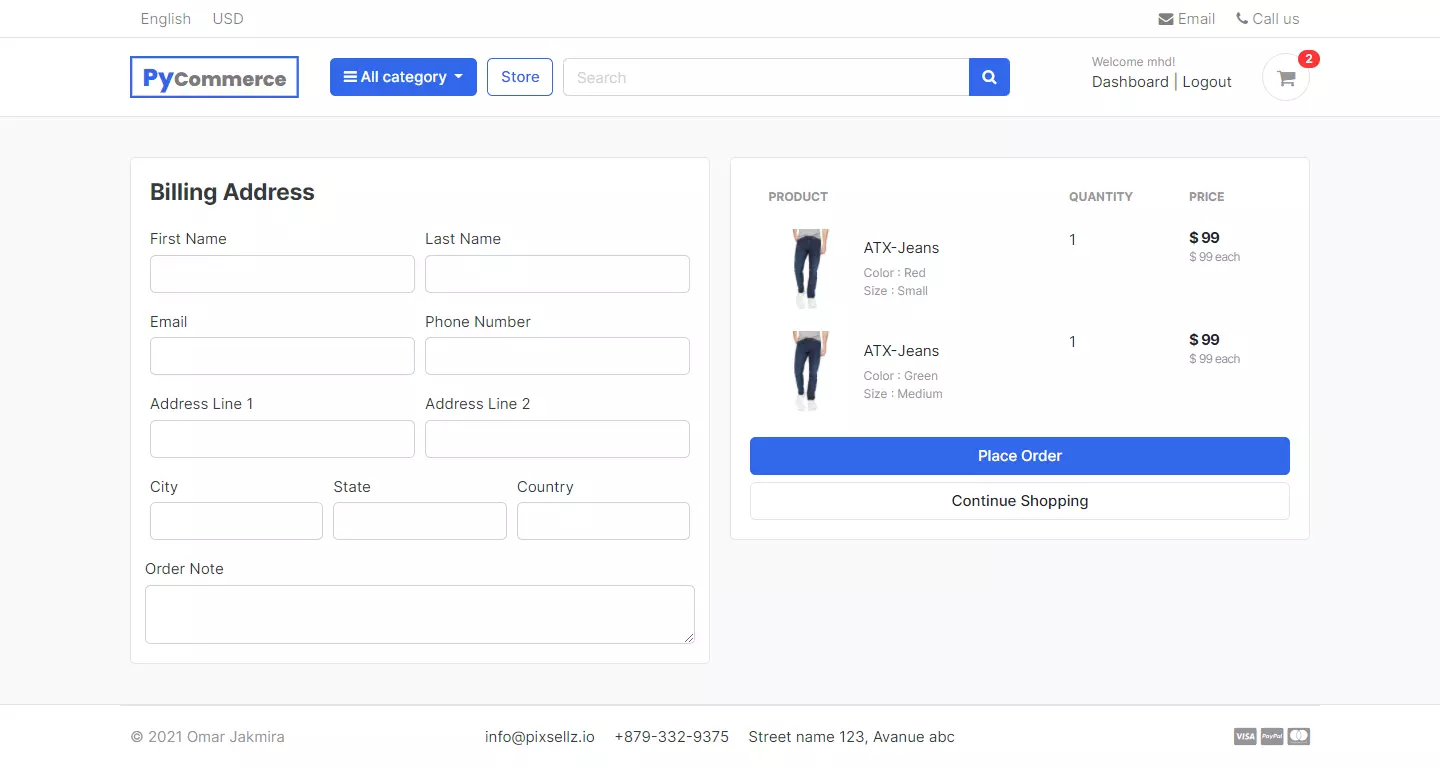 English USD Email Call us
PyCommerce All category Store Search Welcome mhd! 2
Dashboard | Logout
Billing Address
First Name Last Name
Email Phone Number
Address Line 1 Address Line 2
City State Country
Order Note
PRODUCT QUANTITY PRICE
ATX-Jeans 1 $ 99
$ 99 each
Color : Red
Size : Small
ATX-Jeans 1 $ 99
$ 99 each
Color : Green
Size : Medium
Place Order
Continue Shopping
© 2021 Omar Jakmira info@pixsellz.io +879-332-9375 Street name 123, Avanue abc VISA PayPal